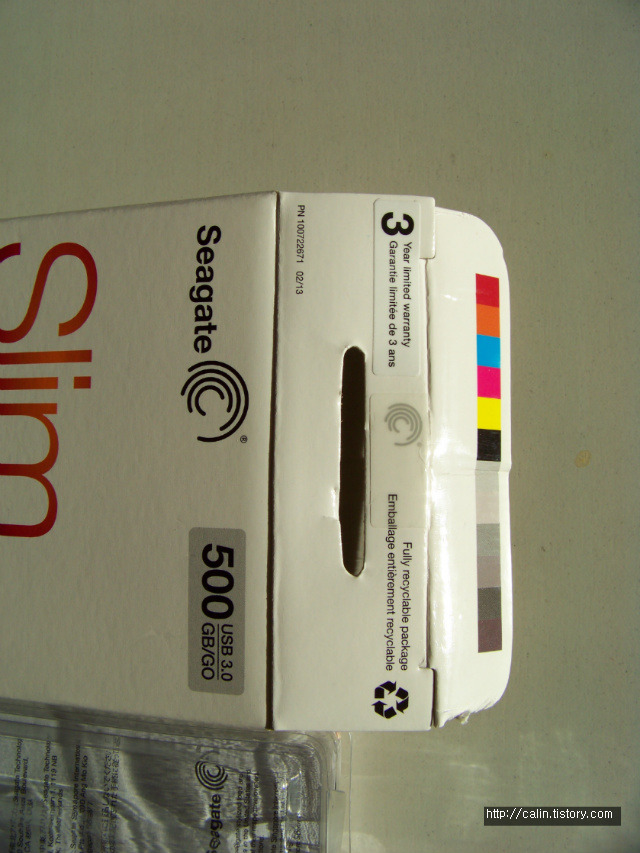 Slim
Seagate
®
500
USB 3.0
GB/GO
PN 100722671 02/13
3
Year limited warranty
Garantie limitée de 3 ans
Fully recyclable package
Emballage entièrement recyclable
http://calin.tistory.com